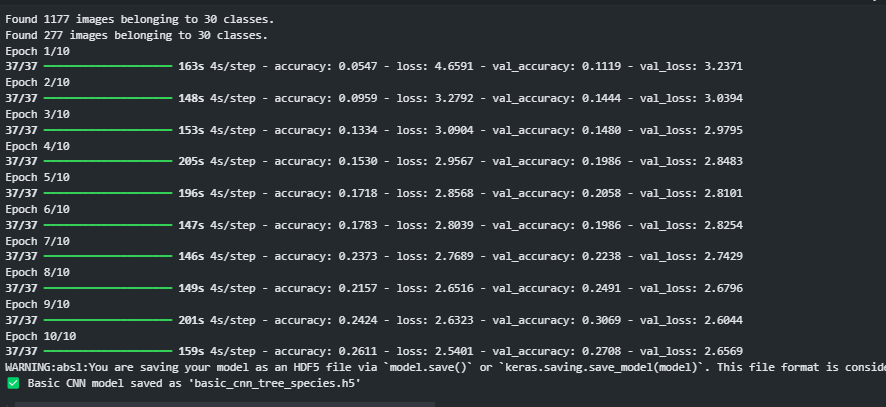 Found 1177 images belonging to 30 classes.
Found 277 images belonging to 30 classes.
Epoch 1/10
37/37 ━━━━━━━━━━━━━━━━━━━━ 163s 4s/step - accuracy: 0.0547 - loss: 4.6591 - val_accuracy: 0.1119 - val_loss: 3.2371
Epoch 2/10
37/37 ━━━━━━━━━━━━━━━━━━━━ 148s 4s/step - accuracy: 0.0959 - loss: 3.2792 - val_accuracy: 0.1444 - val_loss: 3.0394
Epoch 3/10
37/37 ━━━━━━━━━━━━━━━━━━━━ 153s 4s/step - accuracy: 0.1334 - loss: 3.0904 - val_accuracy: 0.1480 - val_loss: 2.9795
Epoch 4/10
37/37 ━━━━━━━━━━━━━━━━━━━━ 205s 4s/step - accuracy: 0.1530 - loss: 2.9567 - val_accuracy: 0.1986 - val_loss: 2.8483
Epoch 5/10
37/37 ━━━━━━━━━━━━━━━━━━━━ 196s 4s/step - accuracy: 0.1718 - loss: 2.8568 - val_accuracy: 0.2058 - val_loss: 2.8101
Epoch 6/10
37/37 ━━━━━━━━━━━━━━━━━━━━ 147s 4s/step - accuracy: 0.1783 - loss: 2.8039 - val_accuracy: 0.1986 - val_loss: 2.8254
Epoch 7/10
37/37 ━━━━━━━━━━━━━━━━━━━━ 146s 4s/step - accuracy: 0.2373 - loss: 2.7689 - val_accuracy: 0.2238 - val_loss: 2.7429
Epoch 8/10
37/37 ━━━━━━━━━━━━━━━━━━━━ 149s 4s/step - accuracy: 0.2157 - loss: 2.6516 - val_accuracy: 0.2491 - val_loss: 2.6796
Epoch 9/10
37/37 ━━━━━━━━━━━━━━━━━━━━ 201s 4s/step - accuracy: 0.2424 - loss: 2.6323 - val_accuracy: 0.3069 - val_loss: 2.6044
Epoch 10/10
37/37 ━━━━━━━━━━━━━━━━━━━━ 159s 4s/step - accuracy: 0.2611 - loss: 2.5401 - val_accuracy: 0.2708 - val_loss: 2.6569
WARNING:absl:You are saving your model as an HDF5 file via `model.save()` or `keras.saving.save_model(model)`. This file format is conside
✅ Basic CNN model saved as 'basic_cnn_tree_species.h5'